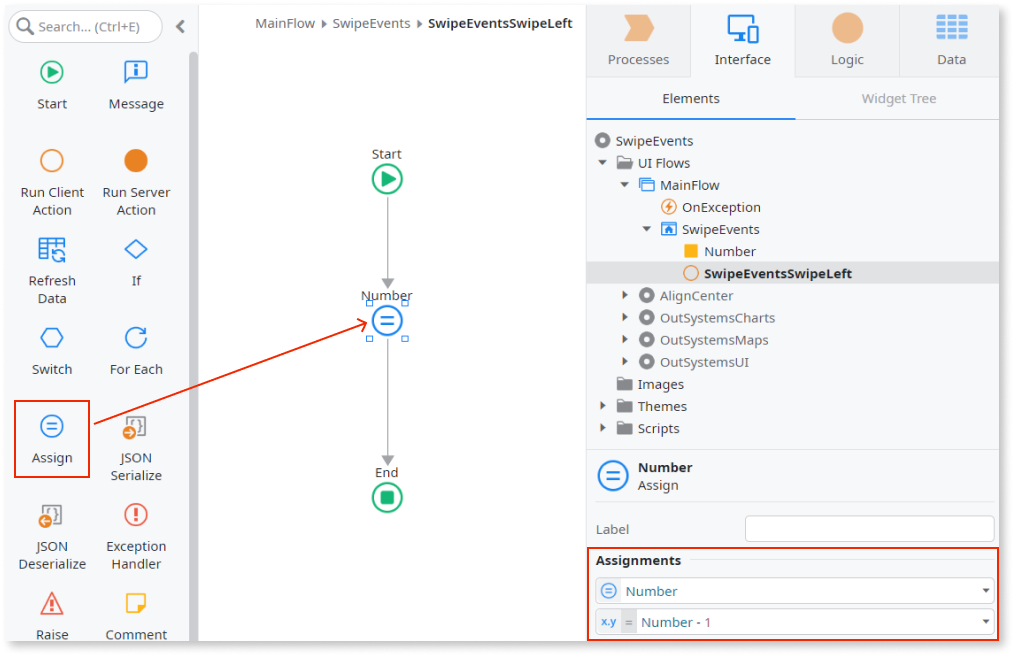 Search... (Ctrl+E)
Start
Message
Run Client
Action
Run Server
Action
Refresh
Data
If
Switch
For Each
Assign
JSON
Serialize
JSON
Deserialize
Exception
Handler
Raise
Comment
MainFlow SwipeEvents SwipeEventsSwipeLeft
Start
Number
End
Processes
Interface
Logic
Data
Elements
Widget Tree
SwipeEvents
UI Flows
MainFlow
OnException
SwipeEvents
Number
SwipeEventsSwipeLeft
AlignCenter
OutSystemsCharts
OutSystemsMaps
OutSystemsUI
Images
Themes
Scripts
Number
Assign
Label
Assignments
Number
x.y = Number - 1